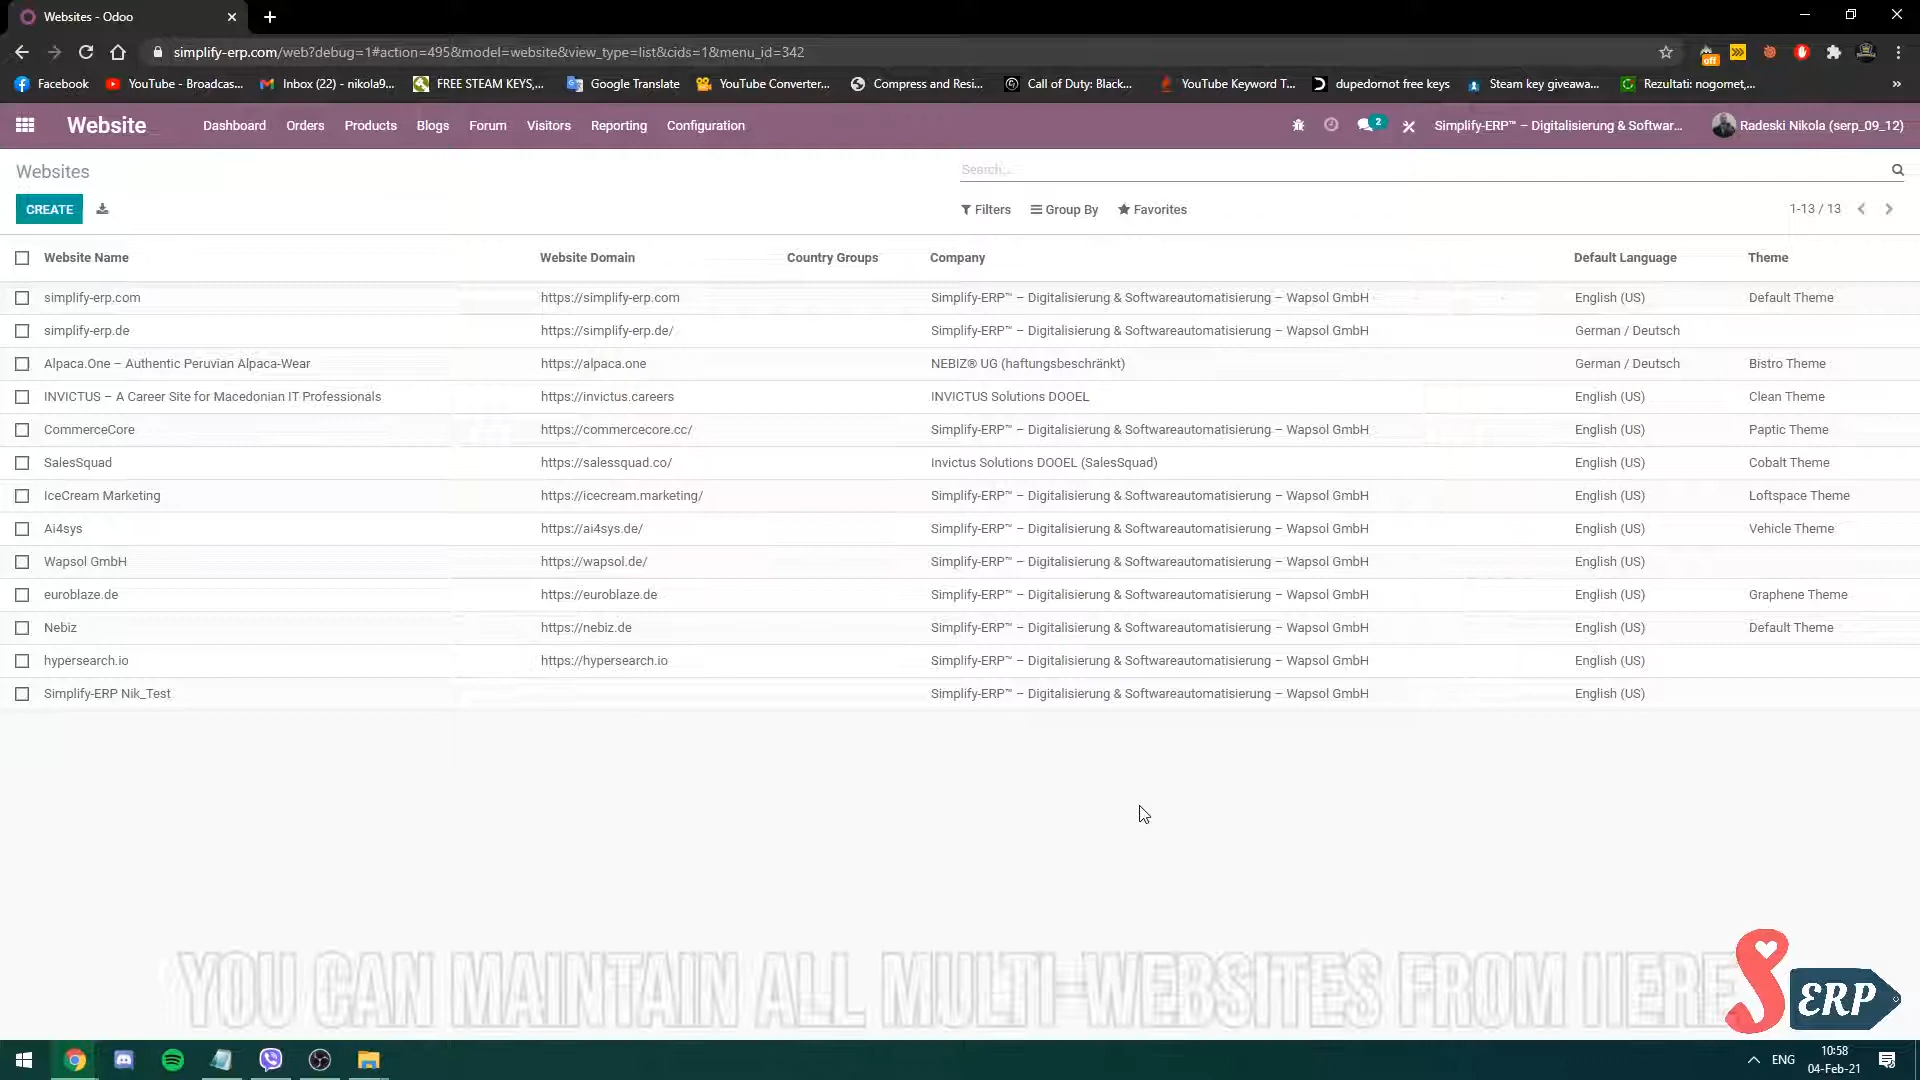 Websites - Odoo
simplify-erp.com/web?debug=1#action=495&model=website&view_type=list&cids=1&menu_id=342
off
Facebook YouTube - Broadcas... Inbox (22) - nikola9... FREE STEAM KEYS,... Google Translate YouTube Converter... Compress and Resi... Call of Duty: Black... YouTube Keyword T... dupedornot free keys Steam key giveawa... Rezultati: nogomet,... »
Website Dashboard Orders Products Blogs Forum Visitors Reporting Configuration 2 Simplify-ERP™ – Digitalisierung & Softwar... Radeski Nikola (serp_09_12)
Websites Search...
CREATE Filters Group By Favorites 1-13 / 13
Website Name Website Domain Country Groups Company Default Language Theme
simplify-erp.com https://simplify-erp.com Simplify-ERP™ – Digitalisierung & Softwareautomatisierung – Wapsol GmbH English (US) Default Theme
simplify-erp.de https://simplify-erp.de/ Simplify-ERP™ – Digitalisierung & Softwareautomatisierung – Wapsol GmbH German / Deutsch
Alpaca.One – Authentic Peruvian Alpaca-Wear https://alpaca.one NEBIZ® UG (haftungsbeschränkt) German / Deutsch Bistro Theme
INVICTUS – A Career Site for Macedonian IT Professionals https://invictus.careers INVICTUS Solutions DOOEL English (US) Clean Theme
CommerceCore https://commercecore.cc/ Simplify-ERP™ – Digitalisierung & Softwareautomatisierung – Wapsol GmbH English (US) Paptic Theme
SalesSquad https://salessquad.co/ Invictus Solutions DOOEL (SalesSquad) English (US) Cobalt Theme
IceCream Marketing https://icecream.marketing/ Simplify-ERP™ – Digitalisierung & Softwareautomatisierung – Wapsol GmbH English (US) Loftspace Theme
Ai4sys https://ai4sys.de/ Simplify-ERP™ – Digitalisierung & Softwareautomatisierung – Wapsol GmbH English (US) Vehicle Theme
Wapsol GmbH https://wapsol.de/ Simplify-ERP™ – Digitalisierung & Softwareautomatisierung – Wapsol GmbH English (US)
euroblaze.de https://euroblaze.de Simplify-ERP™ – Digitalisierung & Softwareautomatisierung – Wapsol GmbH English (US) Graphene Theme
Nebiz https://nebiz.de Simplify-ERP™ – Digitalisierung & Softwareautomatisierung – Wapsol GmbH English (US) Default Theme
hypersearch.io https://hypersearch.io Simplify-ERP™ – Digitalisierung & Softwareautomatisierung – Wapsol GmbH English (US)
Simplify-ERP Nik_Test Simplify-ERP™ – Digitalisierung & Softwareautomatisierung – Wapsol GmbH English (US)
YOU CAN MAINTAIN ALL MULTI-WEBSITES FROM HERE
S ERP
ENG 10:58
04-Feb-21